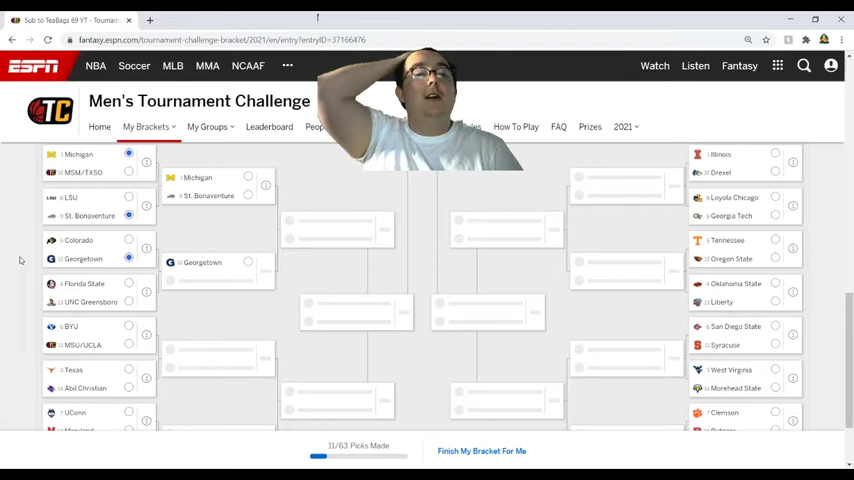 Sub to TeaBags 69 YT - Tournam
fantasy.espn.com/tournament-challenge-bracket/2021/en/entry?entryID=37166476
ESPN NBA Soccer MLB MMA NCAAF ••• Watch Listen Fantasy
TC Men's Tournament Challenge
Home My Brackets My Groups Leaderboard Peop How To Play FAQ Prizes 2021
1 Michigan
16 MSM/TXSO
LSU
9 St. Bonaventure
5 Colorado
12 Georgetown
4 Florida State
13 UNC Greensboro
6 BYU
11 MSU/UCLA
3 Texas
14 Abil Christian
7 UConn
1 Michigan
9 St. Bonaventure
12 Georgetown
1 Illinois
16 Drexel
8 Loyola Chicago
9 Georgia Tech
5 Tennessee
12 Oregon State
4 Oklahoma State
13 Liberty
6 San Diego State
11 Syracuse
3 West Virginia
14 Morehead State
7 Clemson
11/63 Picks Made
Finish My Bracket For Me